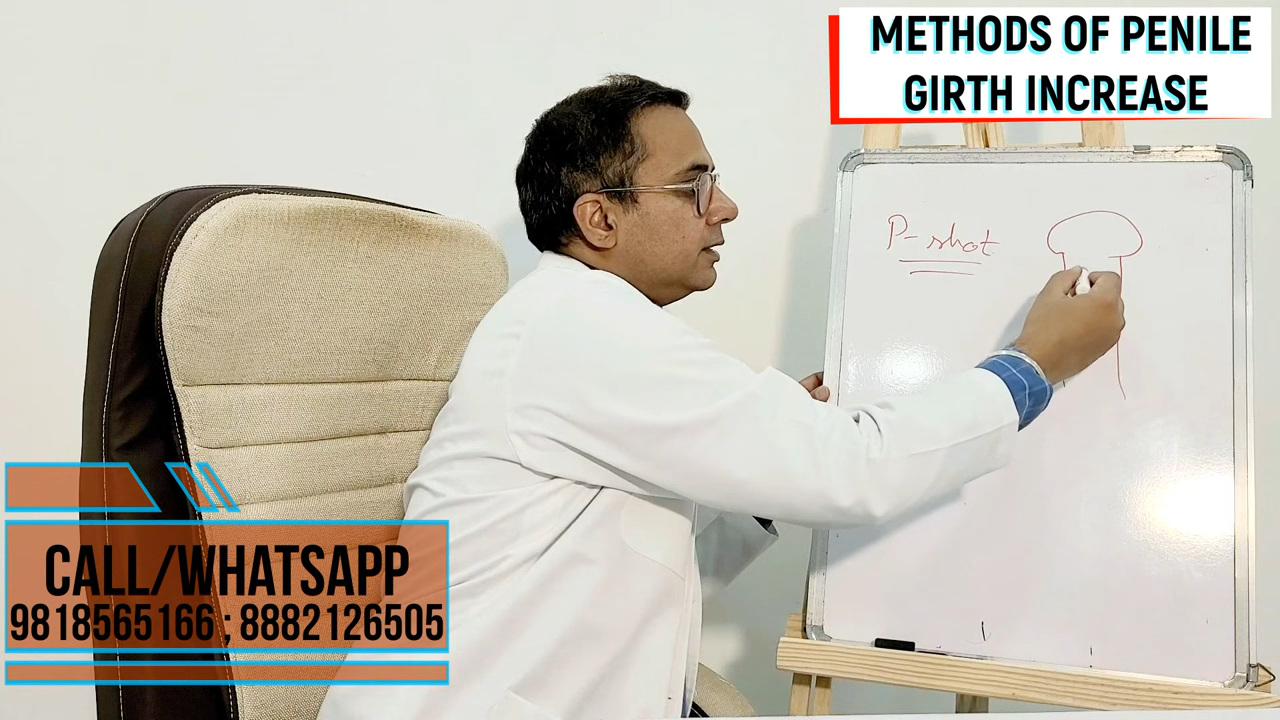 METHODS OF PENILE
GIRTH INCREASE
P-shot
CALL/WHATSAPP
9818565166 ; 8882126505